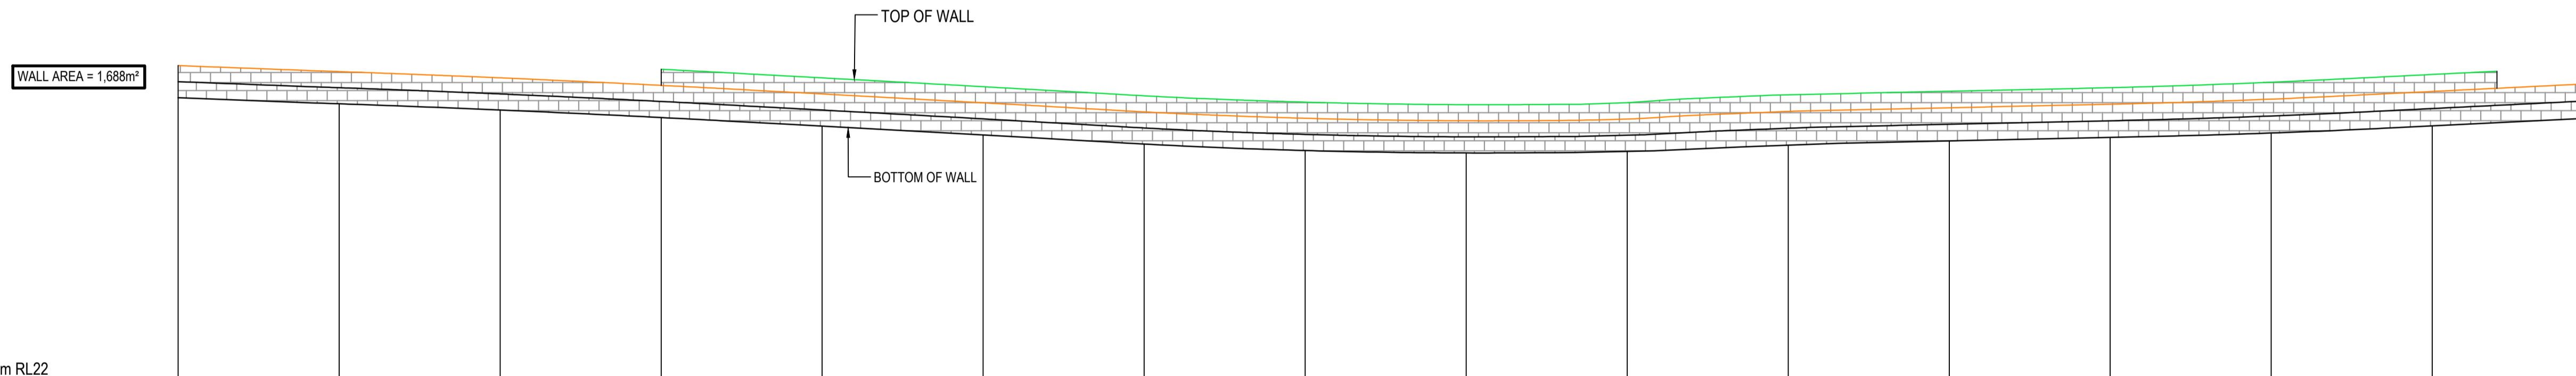 TOP OF WALL
WALL AREA = 1,688m²
BOTTOM OF WALL
m RL22